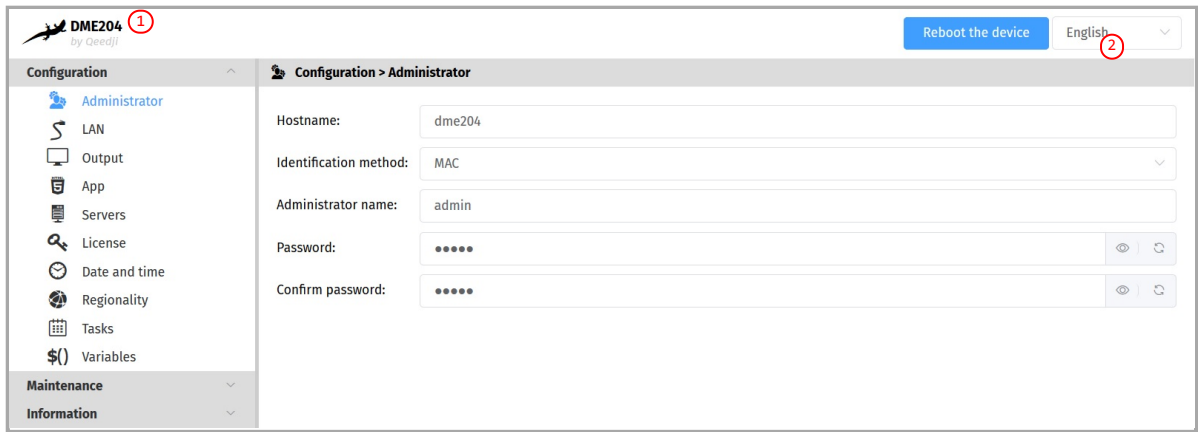 DME204 1
by Qeedji
Reboot the device
English
2
Configuration
Administrator
LAN
Output
App
Servers
License
Date and time
Regionality
Tasks
$() Variables
Maintenance
Information
Configuration > Administrator
Hostname: dme204
Identification method: MAC
Administrator name: admin
Password: ●●●●●
Confirm password: ●●●●●